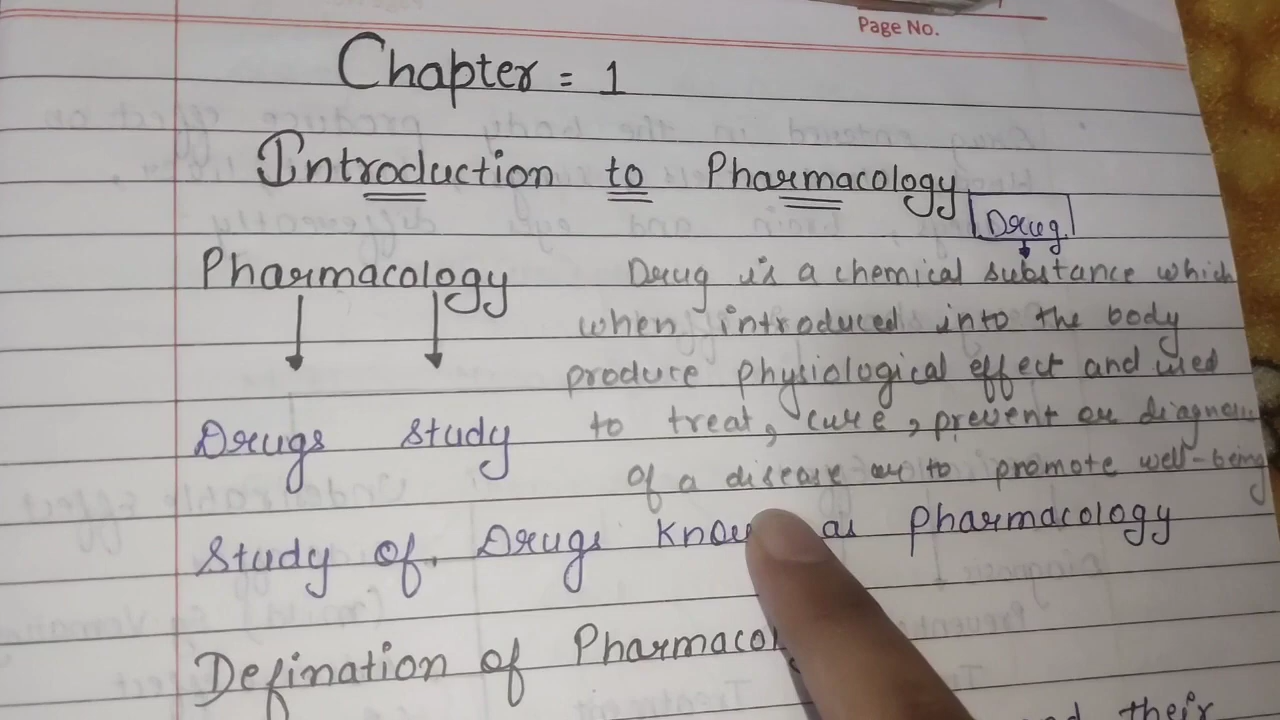 Page No.
Chapter = 1
Introduction to Pharmacology
Drug
Pharmacology
Drug is a chemical substance which
when introduced into the body
produce physiological effect and used
to treat, cure, prevent or
of a disease or to promote well-being
Drugs study
Study of Drugs as Pharmacology
Defination of
their